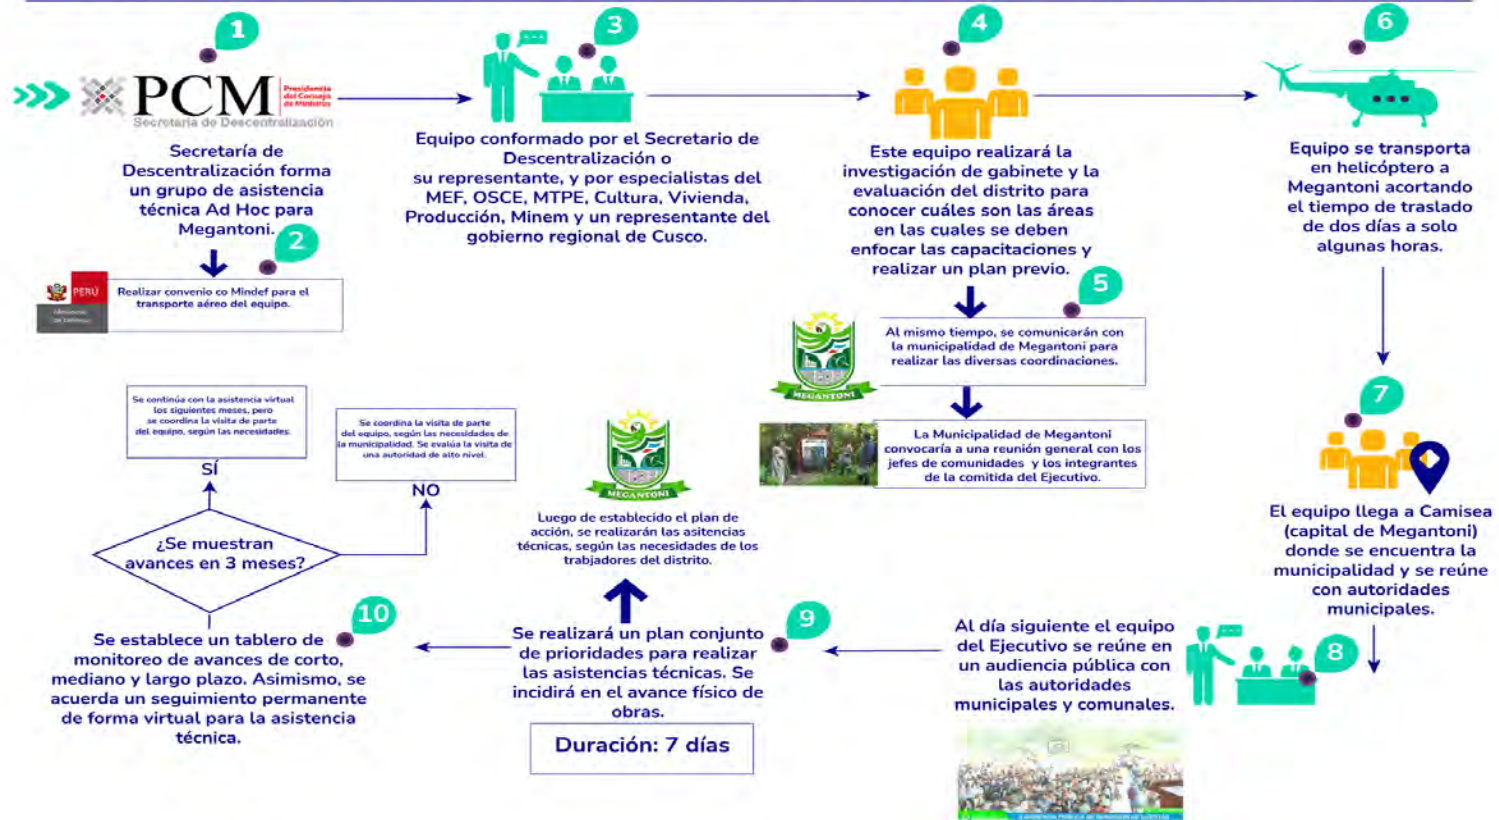 1
PCM
Presidencia
del Consejo
de Ministros
Secretaría de Descentralización
Secretaría de
Descentralización forma
un grupo de asistencia
técnica Ad Hoc para
Megantoni.
2
PERÚ
Realizar convenio co Mindef para el
transporte aéreo del equipo.
3
Equipo conformado por el Secretario de
Descentralización o
su representante, y por especialistas del
MEF, OSCE, MTPE, Cultura, Vivienda,
Producción, Minem y un representante del
gobierno regional de Cusco.
4
Este equipo realizará la
investigación de gabinete y la
evaluación del distrito para
conocer cuáles son las áreas
en las cuales se deben
enfocar las capacitaciones y
realizar un plan previo.
5
MEGANTONI
Al mismo tiempo, se comunicarán con
la municipalidad de Megantoni para
realizar las diversas coordinaciones.
La Municipalidad de Megantoni
convocaría a una reunión general con los
jefes de comunidades y los integrantes
de la comitida del Ejecutivo.
6
Equipo se transporta
en helicóptero a
Megantoni acortando
el tiempo de traslado
de dos días a solo
algunas horas.
7
El equipo llega a Camisea
(capital de Megantoni)
donde se encuentra la
municipalidad y se reúne
con autoridades
municipales.
8
Al día siguiente el equipo
del Ejecutivo se reúne en
un audiencia pública con
las autoridades
municipales y comunales.
9
Se realizará un plan conjunto
de prioridades para realizar
las asistencias técnicas. Se
incidirá en el avance físico de
obras.
Duración: 7 días
MEGANTONI
Luego de establecido el plan de
acción, se realizarán las asitencias
técnicas, según las necesidades de los
trabjadores del distrito.
10
Se establece un tablero de
monitoreo de avances de corto,
mediano y largo plazo. Asimismo, se
acuerda un seguimiento permanente
de forma virtual para la asistencia
técnica.
¿Se muestran
avances en 3 meses?
SÍ
Se continúa con la asistencia virtual
los siguientes meses, pero
se coordina la visita de parte
del equipo, según las necesidades.
NO
Se coordina la visita de parte
del equipo, según las necesidades de
la municipalidad. Se evalúa la visita de
una autoridad de alto nivel.